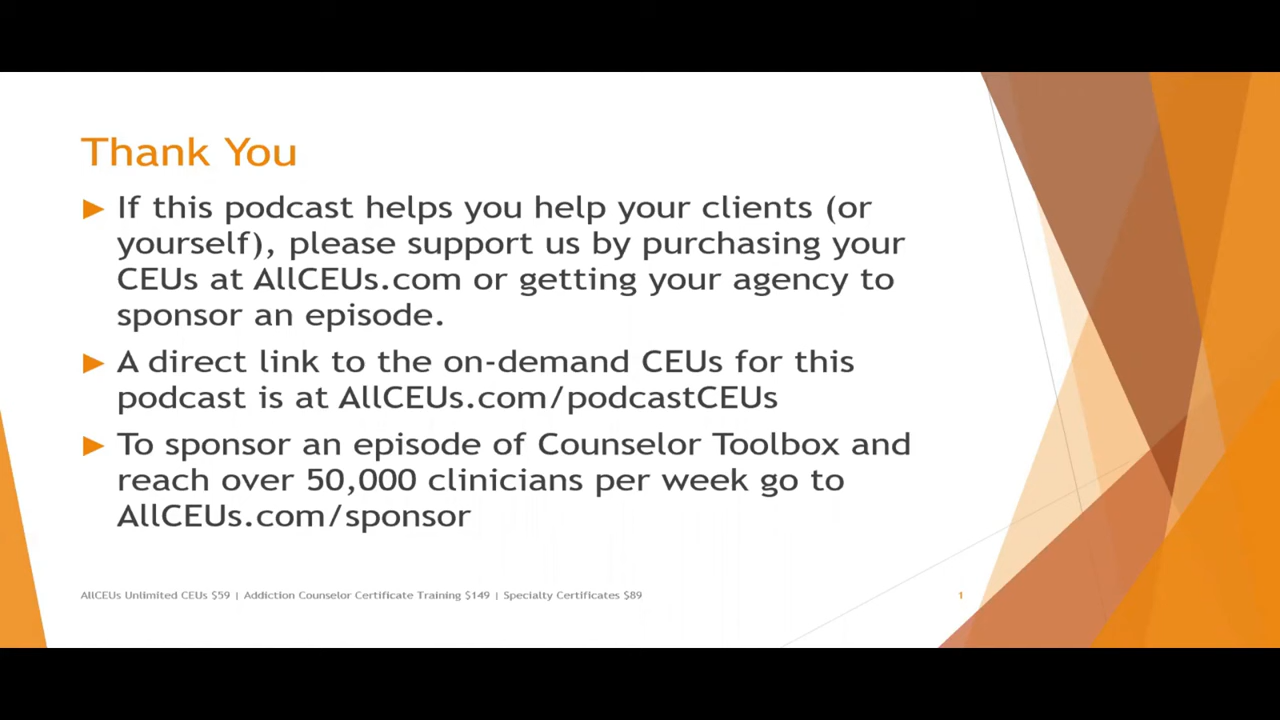 Thank You
If this podcast helps you help your clients (or
yourself), please support us by purchasing your
CEUs at AllCEUs.com or getting your agency to
sponsor an episode.
A direct link to the on-demand CEUs for this
podcast is at AllCEUs.com/podcastCEUs
To sponsor an episode of Counselor Toolbox and
reach over 50,000 clinicians per week go to
AllCEUs.com/sponsor
AllCEUs Unlimited CEUs $59 | Addiction Counselor Certificate Training $149 | Specialty Certificates $89
1